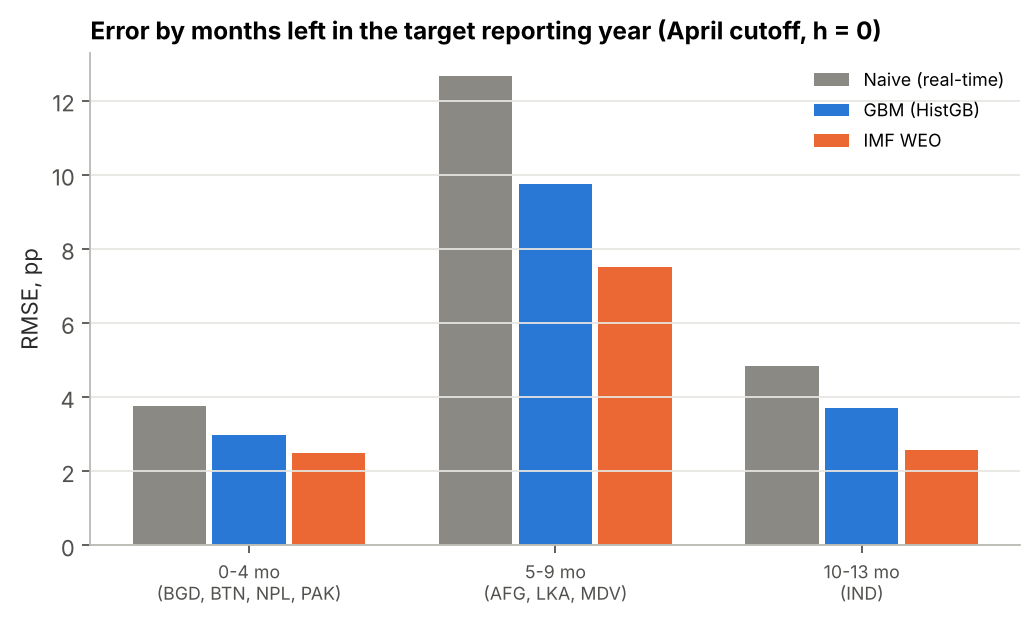 Error by months left in the target reporting year (April cutoff, h = 0)
Naive (real-time)
GBM (HistGB)
IMF WEO
RMSE, pp
12
10
8
6
4
2
0
0-4 mo
(BGD, BTN, NPL, PAK)
5-9 mo
(AFG, LKA, MDV)
10-13 mo
(IND)